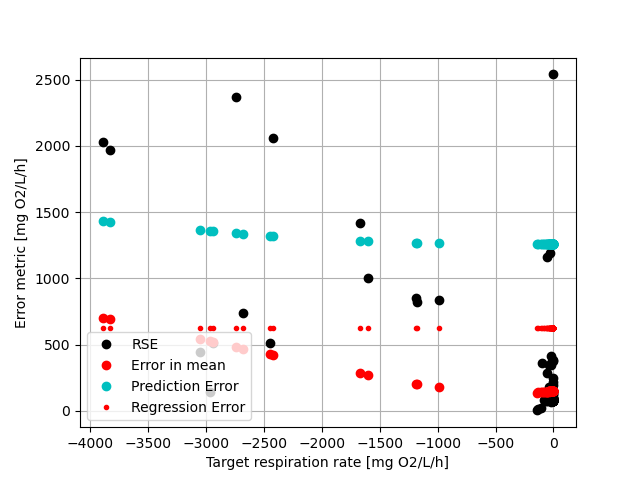 2500
2000
1500
1000
500
0
Error metric [mg O2/L/h]
RSE
Error in mean
Prediction Error
Regression Error
−4000 −3500 −3000 −2500 −2000 −1500 −1000 −500 0
Target respiration rate [mg O2/L/h]